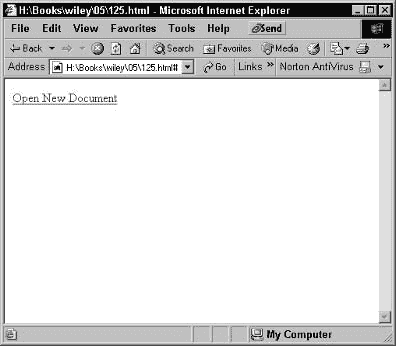 H:\Books\wiley\05\125.html - Microsoft Internet Explorer
File Edit View Favorites Tools Help Send
Back Search Favorites Media »
Address H:\Books\wiley\05\125.html# Go Links » Norton AntiVirus
Open New Document
My Computer